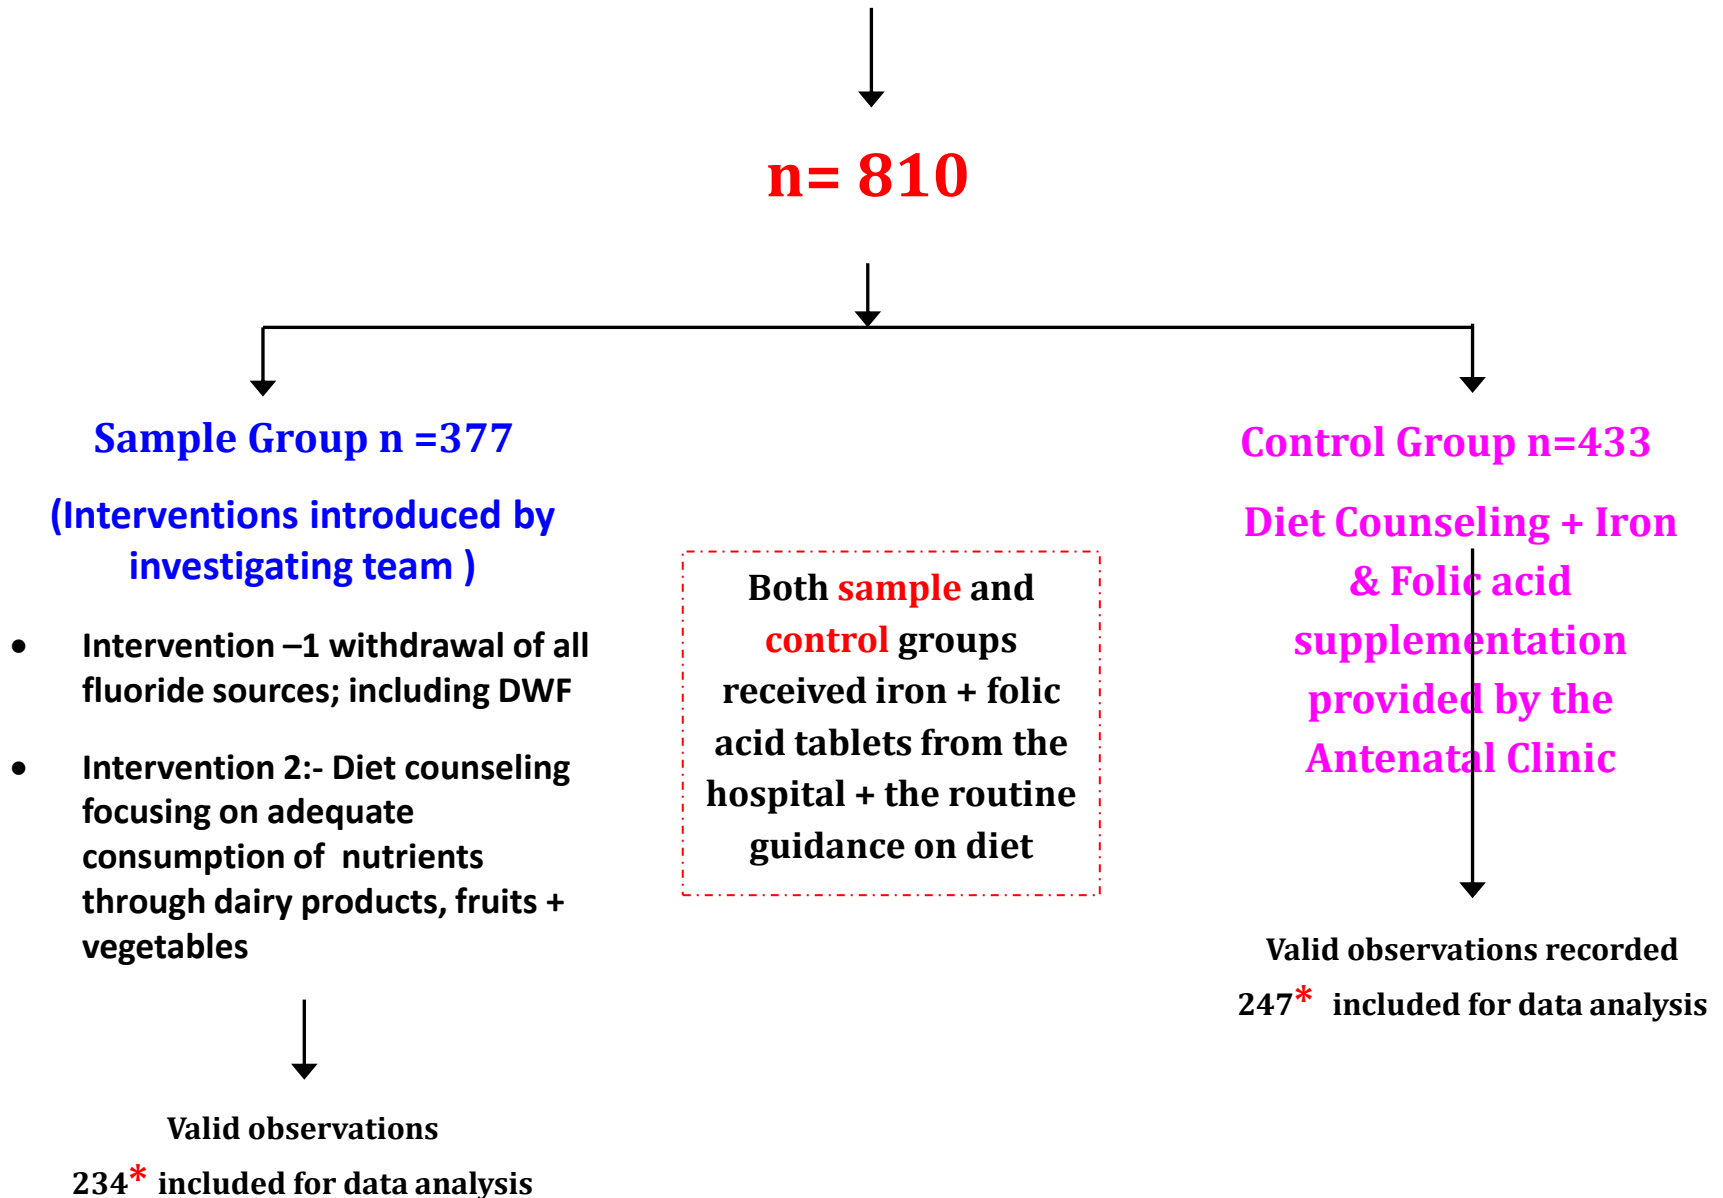 n= 810
Sample Group n =377
(Interventions introduced by
investigating team )
• Intervention –1 withdrawal of all
fluoride sources; including DWF
• Intervention 2:- Diet counseling
focusing on adequate
consumption of nutrients
through dairy products, fruits +
vegetables
Valid observations
234* included for data analysis
Both sample and
control groups
received iron + folic
acid tablets from the
hospital + the routine
guidance on diet
Control Group n=433
Diet Counseling + Iron
& Folic acid
supplementation
provided by the
Antenatal Clinic
Valid observations recorded
247* included for data analysis